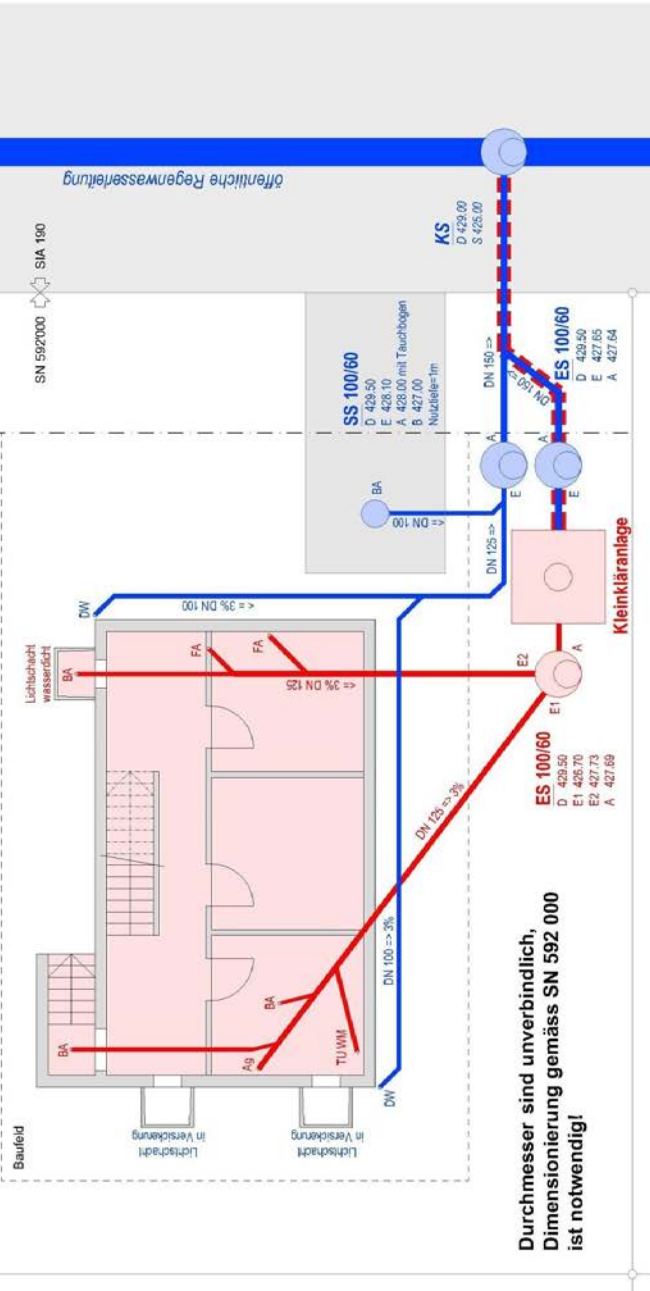 öffentliche Regenwasserleitung
SN 592'000
SIA 190
KS
D 429.00
S 425.00
SS 100/60
D 429.50
E 428.10
A 428.00 mit Tauchbogen
B 427.00
Nutztiefe=1m
DN 150 =>
DN 150 =>
ES 100/60
D 429.50
E 427.65
A 427.64
A
A
E
E
BA
<= DN 100
DN 125 =>
Kleinkläranlage
DW
<= 3% DN 100
Lichtschacht
wasserdicht
BA
FA
FA
<= 3% DN 125
E2
A
E1
ES 100/60
D 429.50
E1 426.70
E2 427.73
A 427.69
DN 125 => 3%
DN 100 => 3%
BA
BA
Ag
TU WM
DW
Lichtschacht
in Versickerung
Lichtschacht
in Versickerung
Baufeld
Durchmesser sind unverbindlich,
Dimensionierung gemäss SN 592 000
ist notwendig!